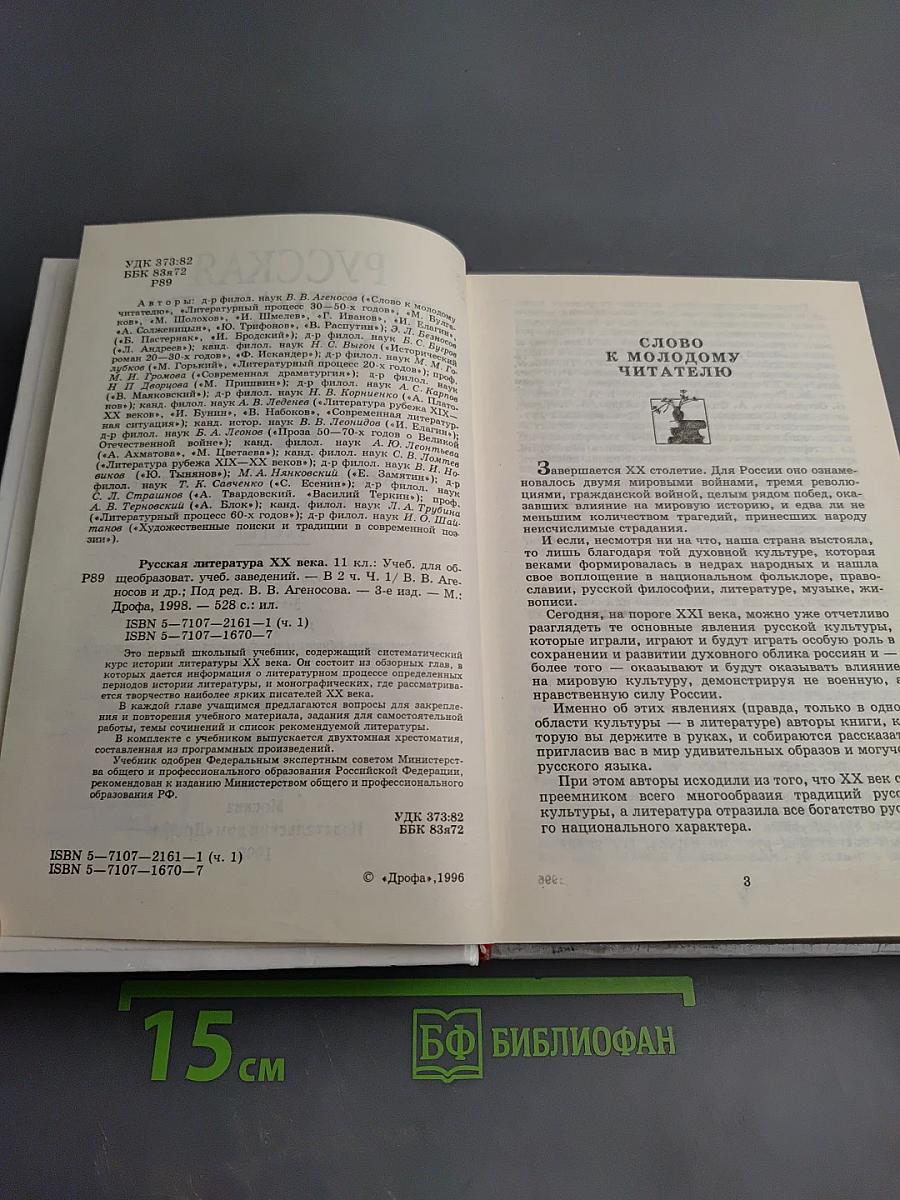 УДК 373:82
ББК 83я72
Р89
Авторы: д-р филол. наук В. В. Агеносов («Слово к молодому
читателю», «Литературный процесс 30—50-х годов», «М. Булга-
ков», «М. Шолохов», «И. Шмелев», «Г. Иванов», «И. Елагин»,
«А. Солженицын», «Ю. Трифонов», «В. Распутин»); Э. Л. Безносов
(«Б. Пастернак», «И. Бродский»); д-р филол. наук В. С. Бугров
(«Л. Андреев»); канд. филол. наук Н. С. Выгон («Исторический
роман 20—30-х годов», «Ф. Искандер»); д-р филол. наук М. М. Го-
лубков («М. Горький», «Литературный процесс 20-х годов»); проф.
М. И. Громова («Современная драматургия»); д-р филол. наук
Н П Дворцова («М. Пришвин»); д-р филол. наук А. С. Карпов
(«В. Маяковский»); д-р филол. наук Н. В. Корниенко («А. Плато-
нов»); канд. филол. наук А. В. Леденев («Литература рубежа XIX—
XX веков», «И. Бунин», «В. Набоков», «Современная литератур-
ная ситуация»); канд. истор. наук В. В. Леонидов («И. Елагин»);
д-р филол. наук Б. А. Леонов («Проза 50—70-х годов о Великой
Отечественной войне»); канд. филол. наук А. Ю. Леонтьева
(«А. Ахматова», «М. Цветаева»); канд. филол. наук С. В. Ломтев
(«Литература рубежа XIX—XX веков»); д-р филол. наук В. И. Но-
виков («Ю. Тынянов»); М. А. Нянковский («Е. Замятин»); д-р
филол. наук Т. К. Савченко («С. Есенин»); д-р филол. наук
С. Л. Страшнов («А. Твардовский. «Василий Теркин»); проф.
А. В. Терновский («А. Блок»); канд. филол. наук Л. А. Трубина
(«Литературный процесс 60-х годов»); д-р филол. наук И. О. Шай-
танов («Художественные поиски и традиции в современной поэ-
зии»).
Русская литература XX века. 11 кл.: Учеб. для об-
Р89 щеобразоват. учеб. заведений. — В 2 ч. Ч. 1/ В. В. Аге-
носов и др.; Под ред. В. В. Агеносова. — 3-е изд. — М.:
Дрофа, 1998. — 528 с.: ил.
ISBN 5—7107—2161—1 (ч. 1)
ISBN 5—7107—1670—7
Это первый школьный учебник, содержащий систематический
курс истории литературы XX века. Он состоит из обзорных глав, в
которых дается информация о литературном процессе определенных
периодов истории литературы, и монографических, где рассматрива-
ется творчество наиболее ярких писателей XX века.
В каждой главе учащимся предлагаются вопросы для закрепле-
ния и повторения учебного материала, задания для самостоятельной
работы, темы сочинений и список рекомендуемой литературы.
В комплекте с учебником выпускается двухтомная хрестоматия,
составленная из программных произведений.
Учебник одобрен Федеральным экспертным советом Министерст-
ва общего и профессионального образования Российской Федерации,
рекомендован к изданию Министерством общего и профессионального
образования РФ.
УДК 373:82
ББК 83я72
ISBN 5—7107—2161—1 (ч. 1)
ISBN 5—7107—1670—7
© «Дрофа», 1996
СЛОВО
К МОЛОДОМУ
ЧИТАТЕЛЮ
Завершается XX столетие. Для России оно ознаме-
новалось двумя мировыми войнами, тремя революци-
циями, гражданской войной, целым рядом побед, ока-
завших влияние на мировую историю, и едва ли не
меньшим количеством трагедий, принесших народу
неисчислимые страдания.
И если, несмотря ни на что, наша страна выстояла,
то лишь благодаря той духовной культуре, которая
веками формировалась в недрах народных и нашла
свое воплощение в национальном фольклоре, право-
славии, русской философии, литературе, музыке, жи-
вописи.
Сегодня, на пороге XXI века, можно уже отчетливо
разглядеть те основные явления русской культуры,
которые играли, играют и будут играть особую роль в
сохранении и развитии духовного облика россиян и —
более того — оказывают и будут оказывать влияние
на мировую культуру, демонстрируя не военную, а
нравственную силу России.
Именно об этих явлениях (правда, только в одно
области культуры — в литературе) авторы книги, к
торую вы держите в руках, и собираются рассказат
пригласив вас в мир удивительных образов и могуче
русского языка.
При этом авторы исходили из того, что XX век с
преемником всего многообразия традиций русс
культуры, а литература отразила все богатство рус
го национального характера.
3
15 см
БФ БИБЛИОФАН